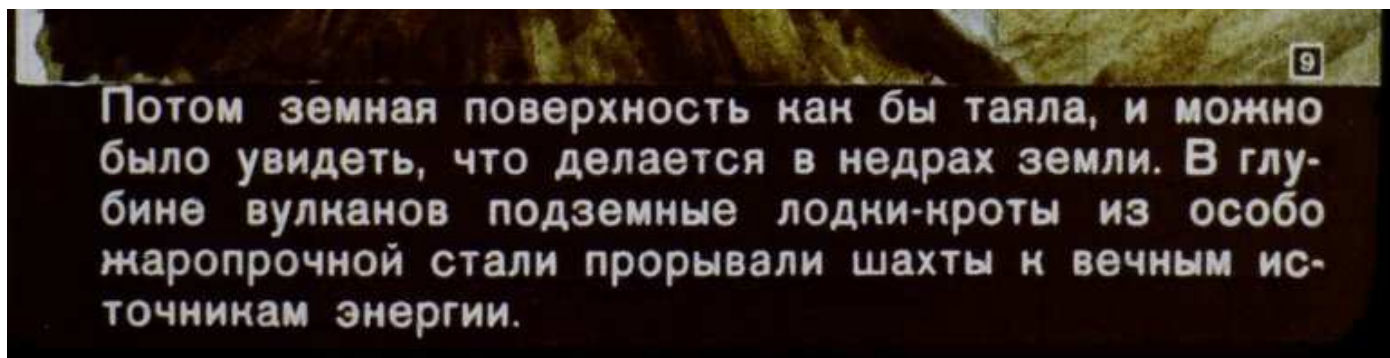 9
Потом земная поверхность как бы таяла, и можно
было увидеть, что делается в недрах земли. В глу-
бине вулканов подземные лодки-кроты из особо
жаропрочной стали прорывали шахты к вечным ис-
точникам энергии.